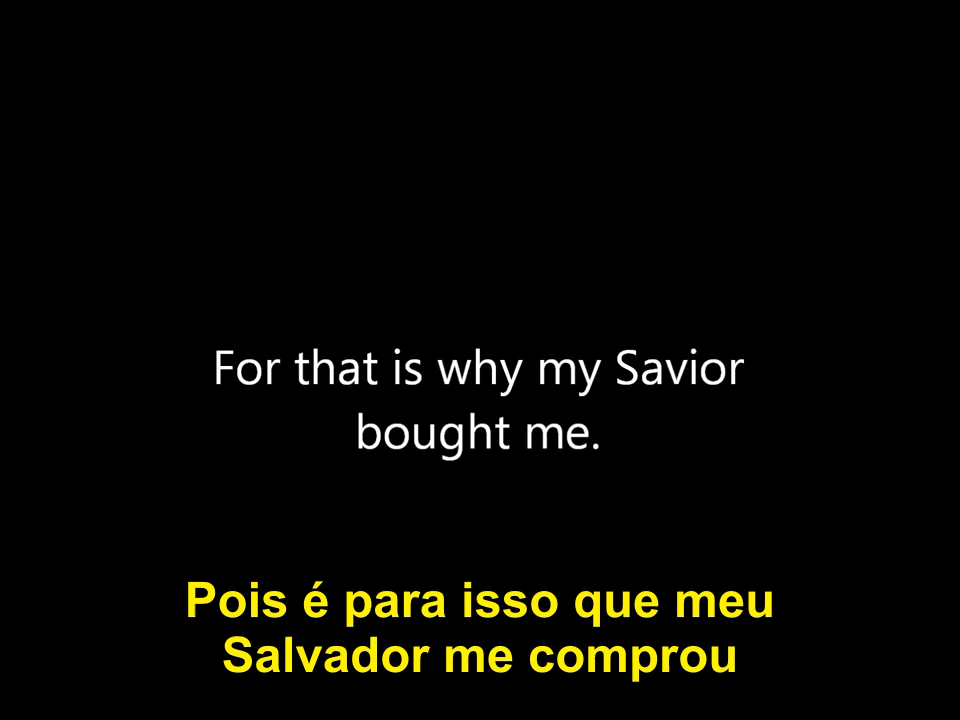 For that is why my Savior
bought me.
Pois é para isso que meu
Salvador me comprou